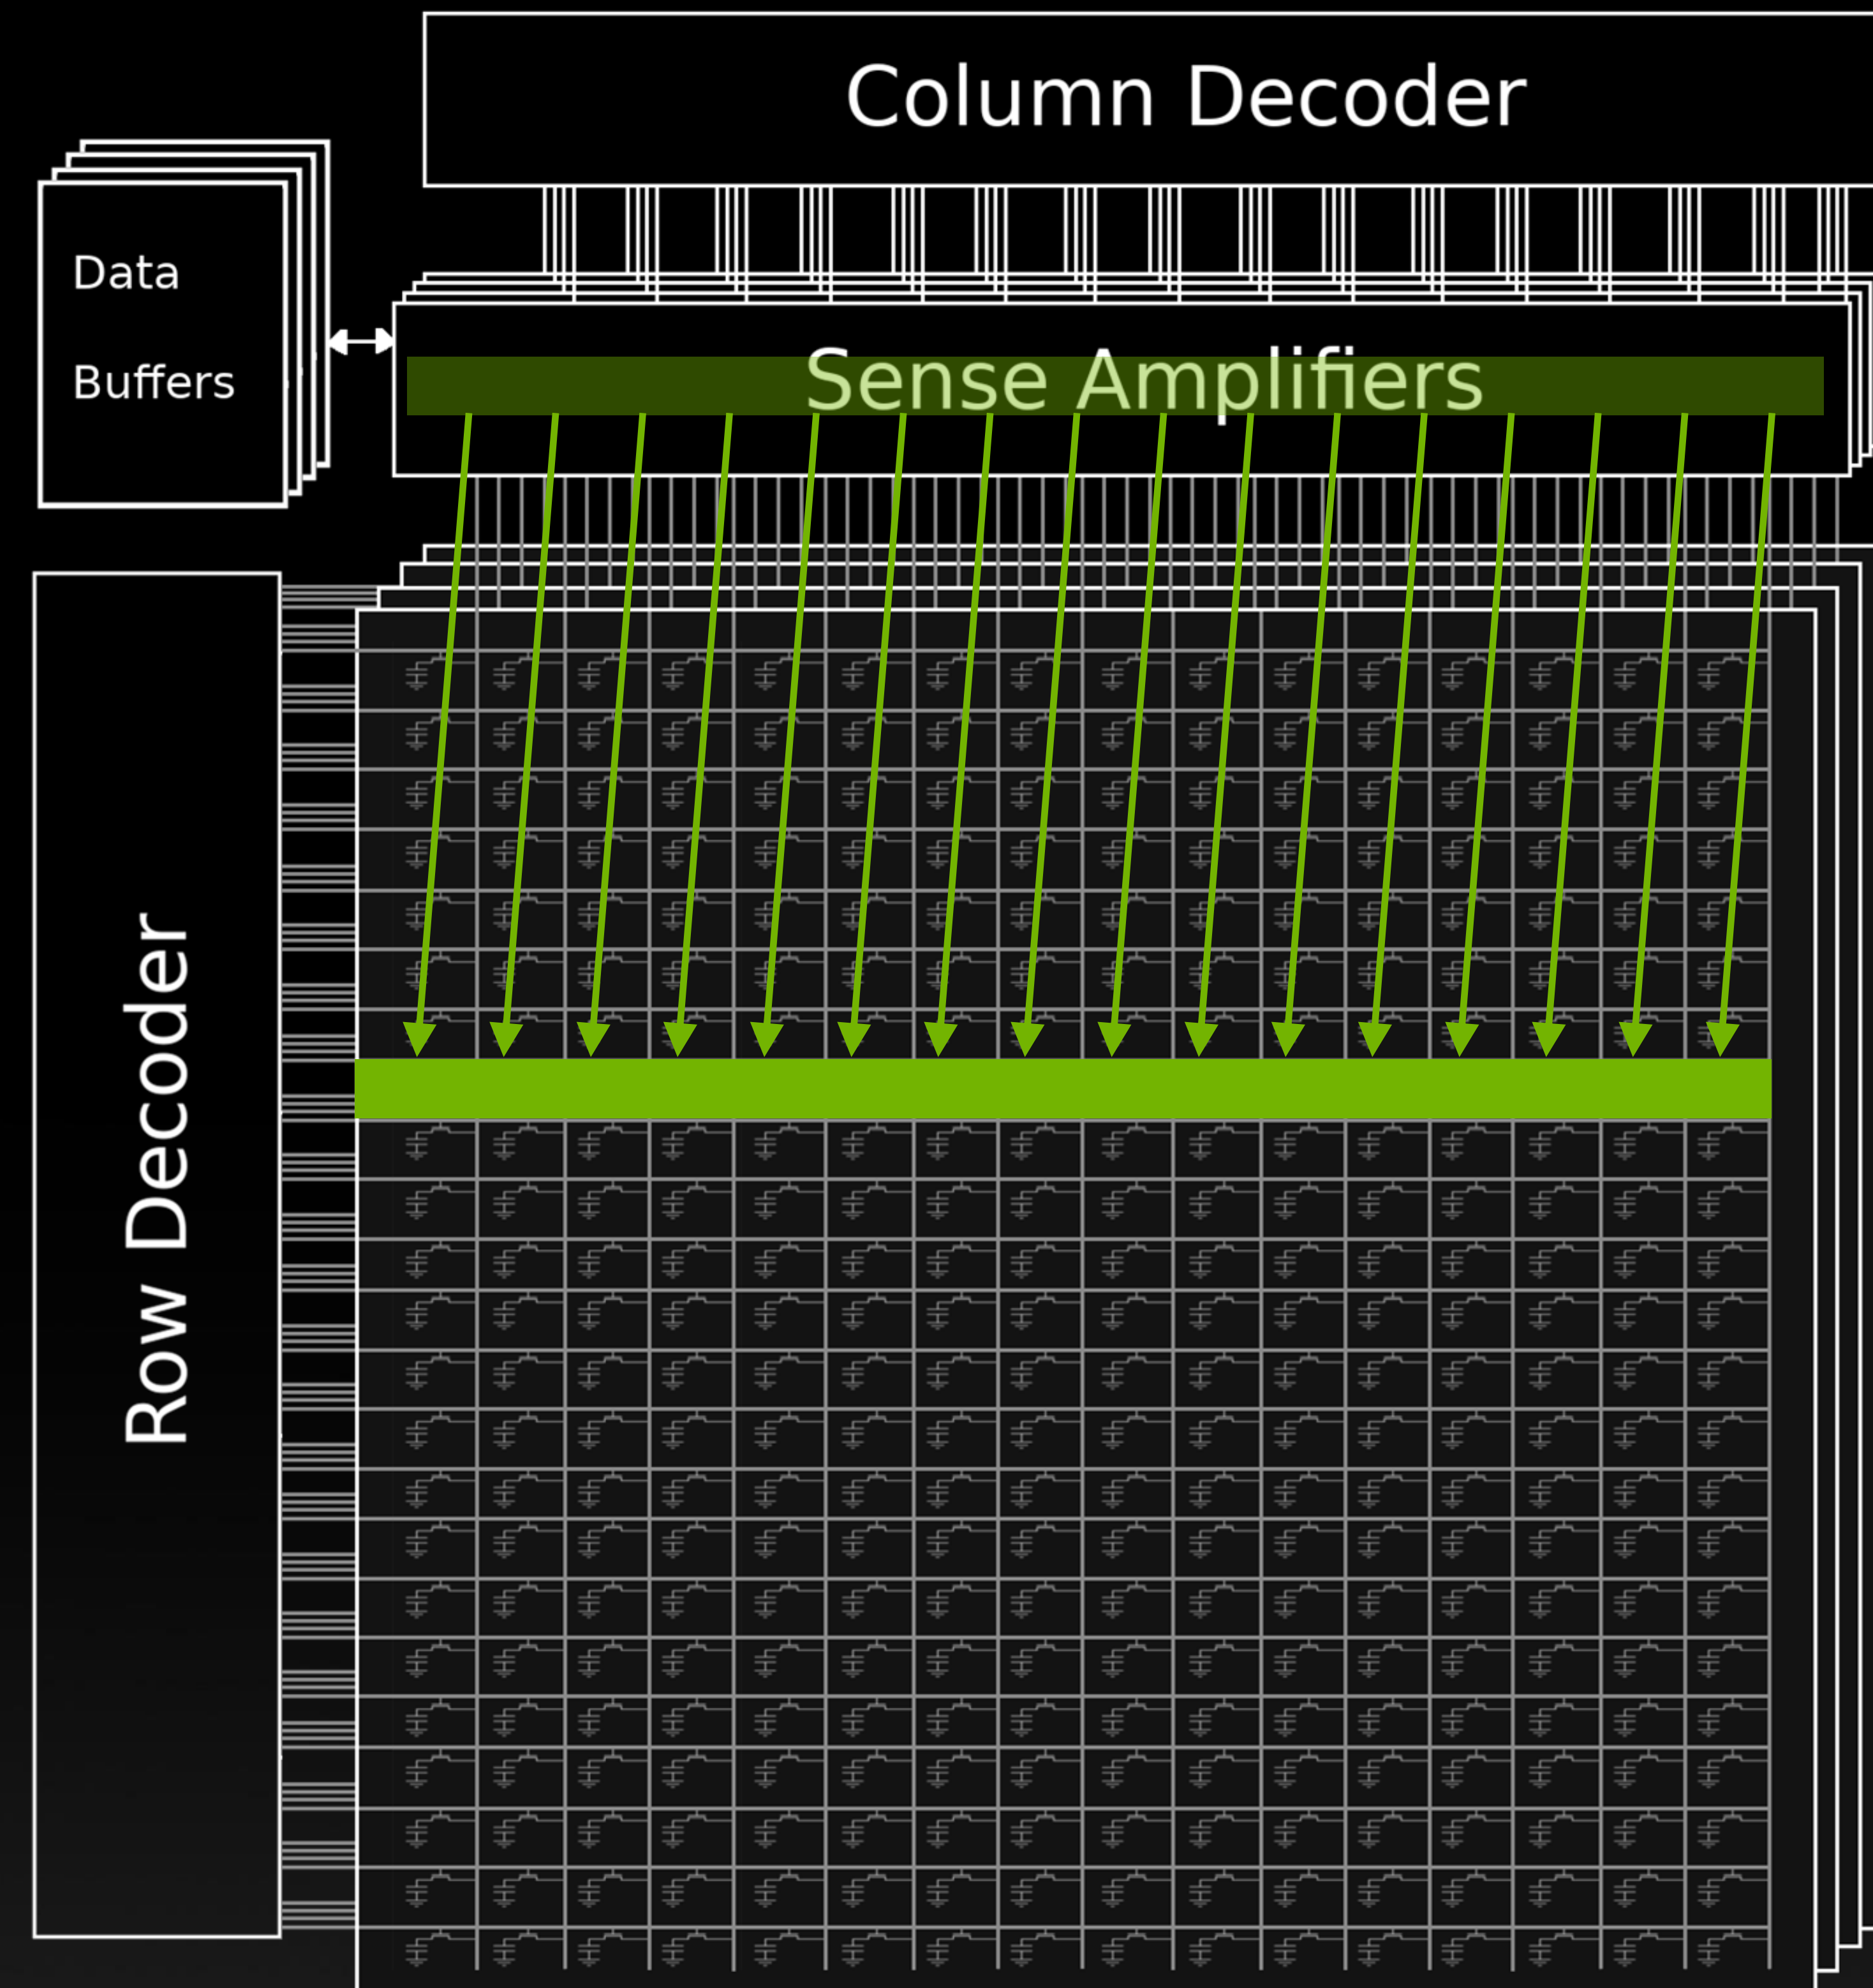 Column Decoder
Data
Buffers
Sense Amplifiers
Row Decoder